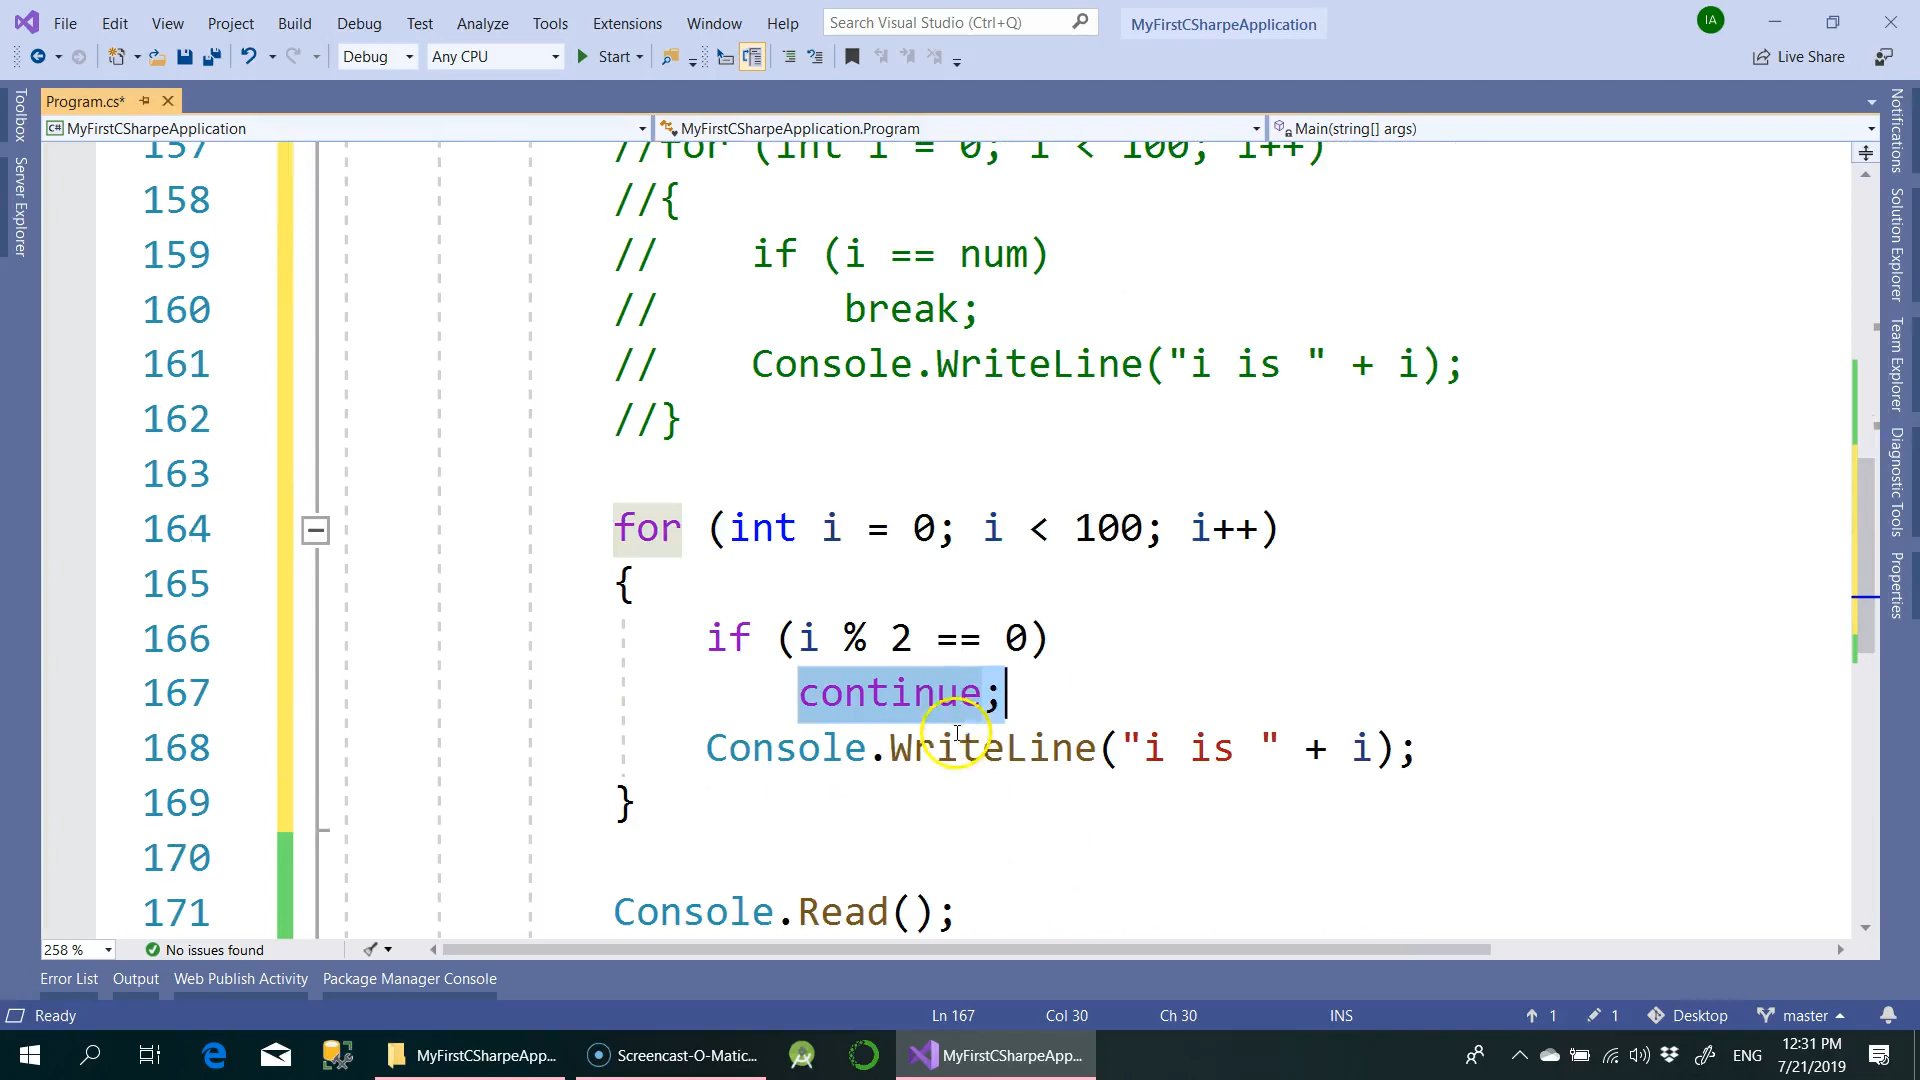 File Edit View Project Build Debug Test Analyze Tools Extensions Window Help Search Visual Studio (Ctrl+Q) MyFirstCSharpeApplication IA
Debug Any CPU Start Live Share
Program.cs*
C# MyFirstCSharpeApplication MyFirstCSharpeApplication.Program Main(string[] args)
Toolbox
Server Explorer
157 //for (int i = 0; i < 100; i++)
158 //{
159 //    if (i == num)
160 //        break;
161 //    Console.WriteLine("i is " + i);
162 //}
163
164 for (int i = 0; i < 100; i++)
165 {
166     if (i % 2 == 0)
167         continue;
168     Console.WriteLine("i is " + i);
169 }
170
171 Console.Read();
Notifications
Solution Explorer
Team Explorer
Diagnostic Tools
Properties
258 % No issues found
Error List Output Web Publish Activity Package Manager Console
Ready Ln 167 Col 30 Ch 30 INS 1 1 Desktop master
MyFirstCSharpeApp... Screencast-O-Matic... MyFirstCSharpeApp... ENG 12:31 PM
7/21/2019